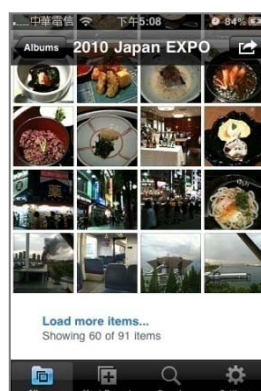 中華電信 下午5:08 84%
Albums 2010 Japan EXPO
Load more items...
Showing 60 of 91 items